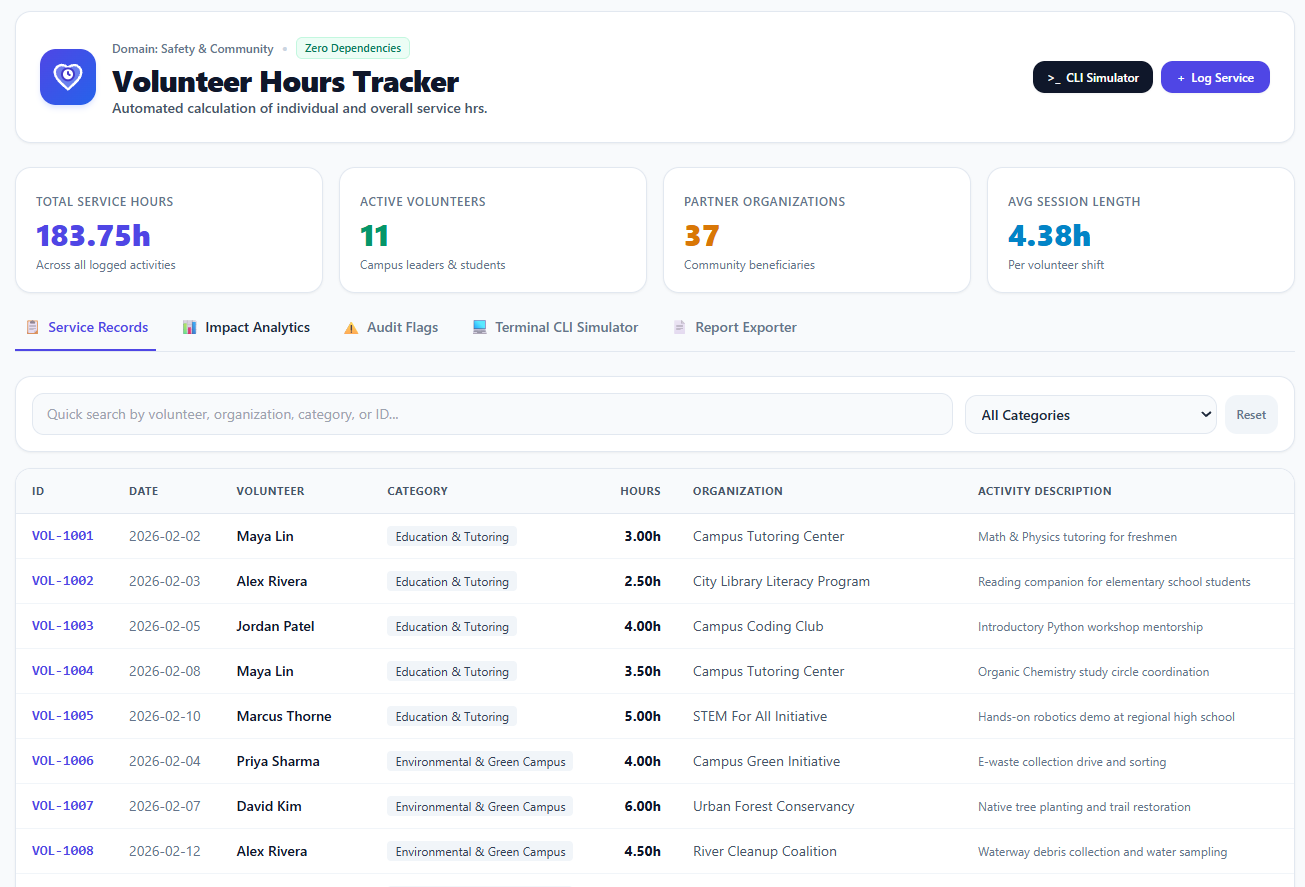 Domain: Safety & Community • Zero Dependencies
Volunteer Hours Tracker
Automated calculation of individual and overall service hrs.
>_ CLI Simulator
+ Log Service
TOTAL SERVICE HOURS
183.75h
Across all logged activities
ACTIVE VOLUNTEERS
11
Campus leaders & students
PARTNER ORGANIZATIONS
37
Community beneficiaries
AVG SESSION LENGTH
4.38h
Per volunteer shift
Service Records
Impact Analytics
Audit Flags
Terminal CLI Simulator
Report Exporter
Quick search by volunteer, organization, category, or ID...
All Categories
Reset
ID DATE VOLUNTEER CATEGORY HOURS ORGANIZATION ACTIVITY DESCRIPTION
VOL-1001 2026-02-02 Maya Lin Education & Tutoring 3.00h Campus Tutoring Center Math & Physics tutoring for freshmen
VOL-1002 2026-02-03 Alex Rivera Education & Tutoring 2.50h City Library Literacy Program Reading companion for elementary school students
VOL-1003 2026-02-05 Jordan Patel Education & Tutoring 4.00h Campus Coding Club Introductory Python workshop mentorship
VOL-1004 2026-02-08 Maya Lin Education & Tutoring 3.50h Campus Tutoring Center Organic Chemistry study circle coordination
VOL-1005 2026-02-10 Marcus Thorne Education & Tutoring 5.00h STEM For All Initiative Hands-on robotics demo at regional high school
VOL-1006 2026-02-04 Priya Sharma Environmental & Green Campus 4.00h Campus Green Initiative E-waste collection drive and sorting
VOL-1007 2026-02-07 David Kim Environmental & Green Campus 6.00h Urban Forest Conservancy Native tree planting and trail restoration
VOL-1008 2026-02-12 Alex Rivera Environmental & Green Campus 4.50h River Cleanup Coalition Waterway debris collection and water sampling